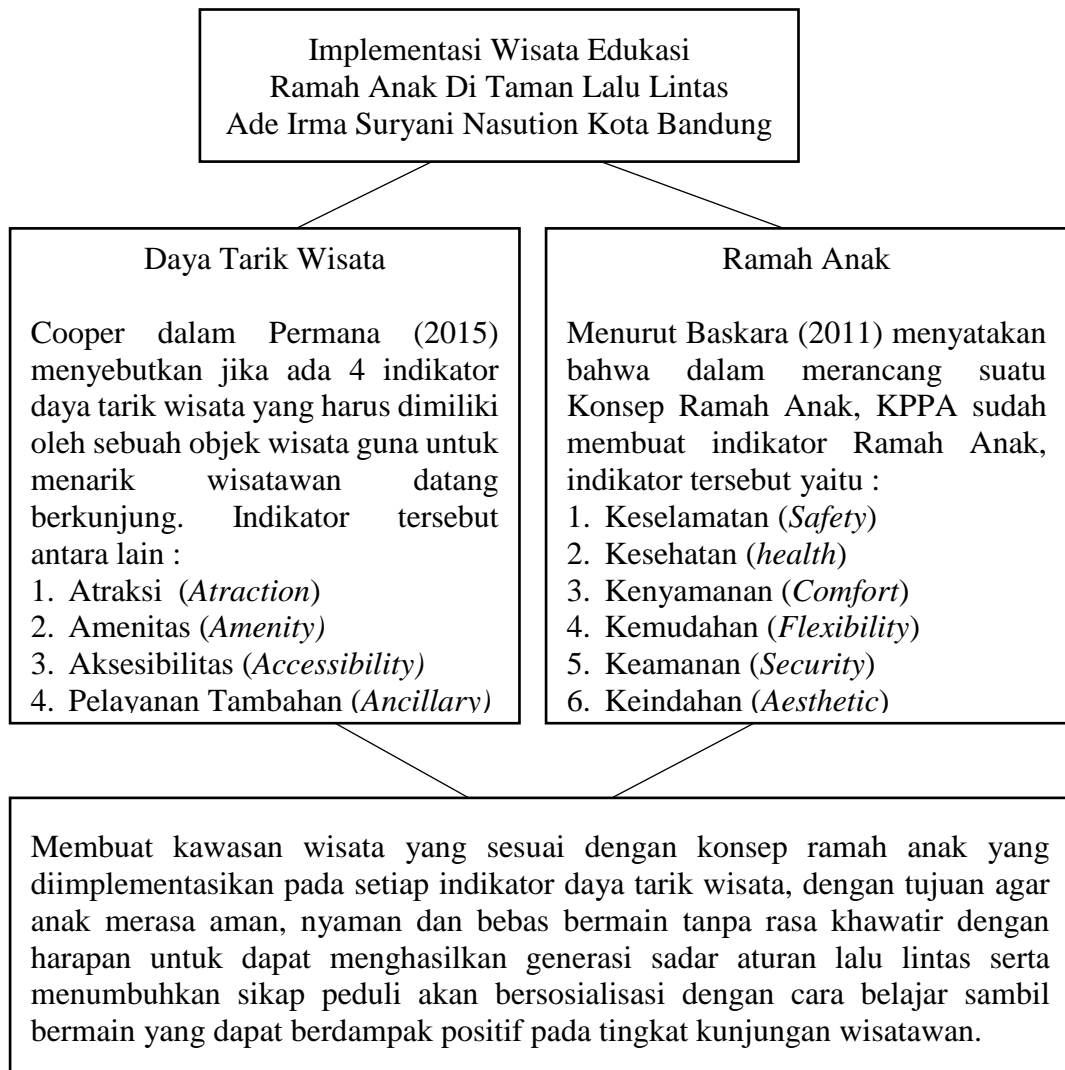 Implementasi Wisata Edukasi
Ramah Anak Di Taman Lalu Lintas
Ade Irma Suryani Nasution Kota Bandung
Daya Tarik Wisata
Cooper dalam Permana (2015)
menyebutkan jika ada 4 indikator
daya tarik wisata yang harus dimiliki
oleh sebuah objek wisata guna untuk
menarik wisatawan datang
berkunjung. Indikator tersebut
antara lain :
1. Atraksi (Atraction)
2. Amenitas (Amenity)
3. Aksesibilitas (Accessibility)
4. Pelayanan Tambahan (Ancillary)
Ramah Anak
Menurut Baskara (2011) menyatakan
bahwa dalam merancang suatu
Konsep Ramah Anak, KPPA sudah
membuat indikator Ramah Anak,
indikator tersebut yaitu :
1. Keselamatan (Safety)
2. Kesehatan (health)
3. Kenyamanan (Comfort)
4. Kemudahan (Flexibility)
5. Keamanan (Security)
6. Keindahan (Aesthetic)
Membuat kawasan wisata yang sesuai dengan konsep ramah anak yang
diimplementasikan pada setiap indikator daya tarik wisata, dengan tujuan agar
anak merasa aman, nyaman dan bebas bermain tanpa rasa khawatir dengan
harapan untuk dapat menghasilkan generasi sadar aturan lalu lintas serta
menumbuhkan sikap peduli akan bersosialisasi dengan cara belajar sambil
bermain yang dapat berdampak positif pada tingkat kunjungan wisatawan.